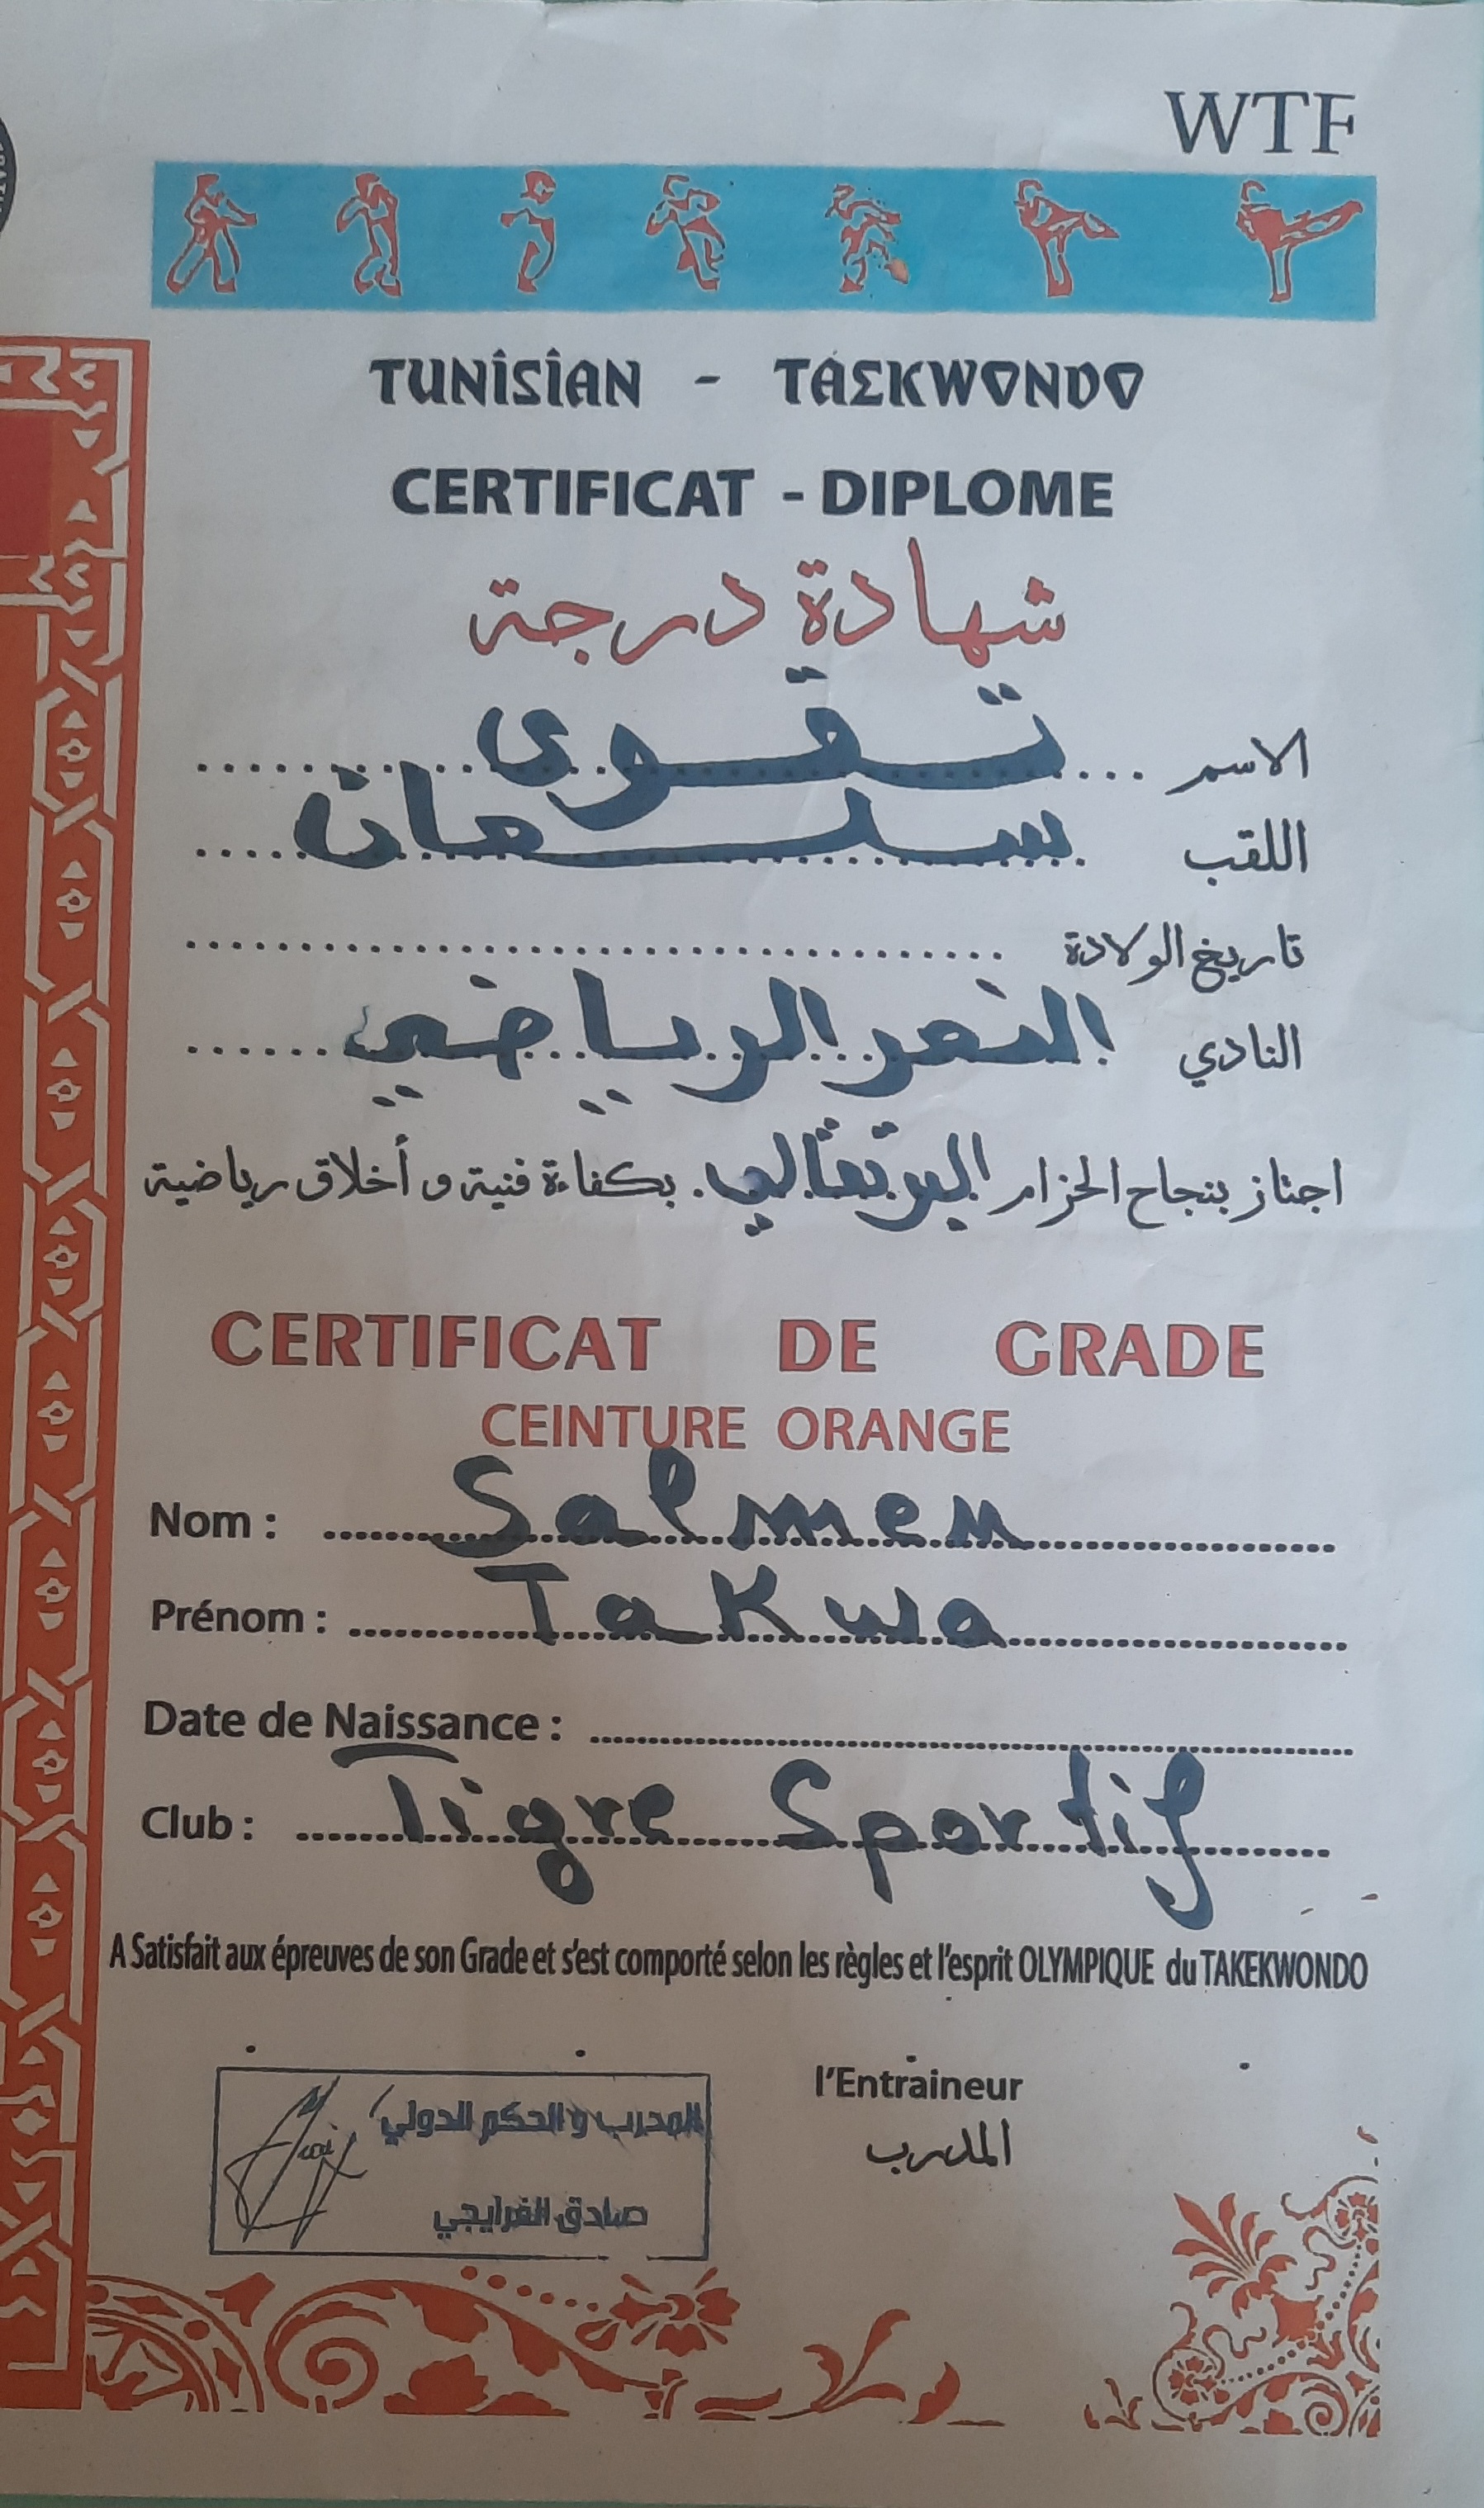 WTF
TUNISIAN - TAEKWONDO
CERTIFICAT - DIPLOME
شهادة درجة
الاسم تقوى
اللقب سلمان
تاريخ الولادة
النادي النمر الرياضي
اجتاز بنجاح الحزام البرتقالي بكفاءة فنية و أخلاق رياضية
CERTIFICAT DE GRADE
CEINTURE ORANGE
Nom : Salmen
Prénom : Takwa
Date de Naissance :
Club : Tigre Sportif
A Satisfait aux épreuves de son Grade et s'est comporté selon les règles et l'esprit OLYMPIQUE du TAKEKWONDO
l'Entraineur
المدرب
المدرب و الحكم الدولي
صادق الفرايجي